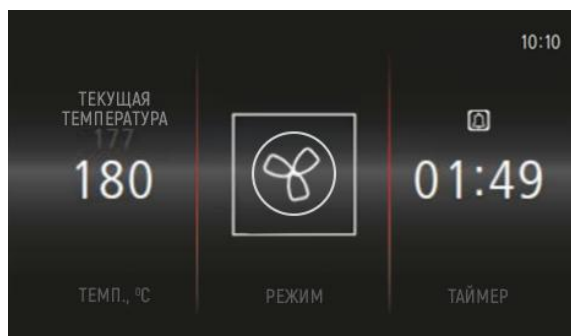 10:10
ТЕКУЩАЯ
ТЕМПЕРАТУРА
177
180
01:49
ТЕМП., °C
РЕЖИМ
ТАЙМЕР